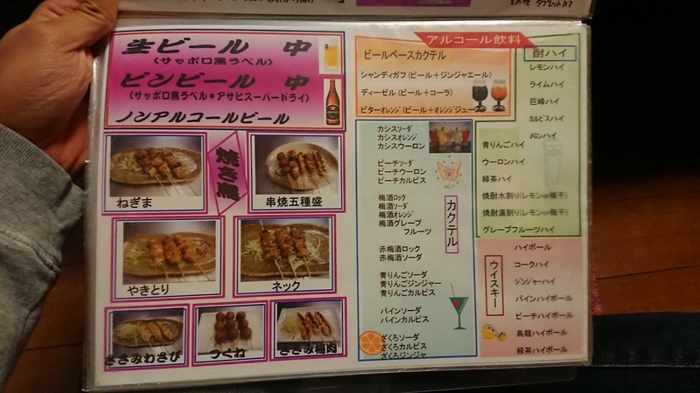 生ビール 中
(サッポロ黒ラベル)
ビンビール 中
(サッポロ黒ラベル*アサヒスーパードライ)
ノンアルコールビール
焼き鳥
ねぎま
串焼五種盛
やきとり
ネック
ささみわさび
つくね
ささみ梅肉
アルコール飲料
ビールベースカクテル
シャンディガフ(ビール+ジンジャエール)
ディーゼル(ビール+コーラ)
ビターオレンジ(ビール+オレンジジュース
カクテル
カシスソーダ
カシスオレンジ
カシスウーロン
ピーチソーダ
ピーチウーロン
ピーチカルピス
梅酒ロック
梅酒ソーダ
梅酒オレンジ
梅酒グレープ
フルーツ
赤梅酒ロック
赤梅酒ソーダ
青りんごソーダ
青りんごジンジャー
青りんごカルピス
パインソーダ
パインカルピス
ざくろソーダ
ざくろカルピス
ざくろジンジャ
酎ハイ
レモンハイ
ライムハイ
巨峰ハイ
カルピスハイ
メロンハイ
青りんごハイ
ウーロンハイ
緑茶ハイ
焼酎水割り(レモンor梅干)
焼酎湯割り(レモンor梅干)
グレープフルーツハイ
ウィスキー
ハイボール
コークハイ
ジンジャーハイ
パインハイボール
ピーチハイボール
烏龍ハイボール
緑茶ハイボール